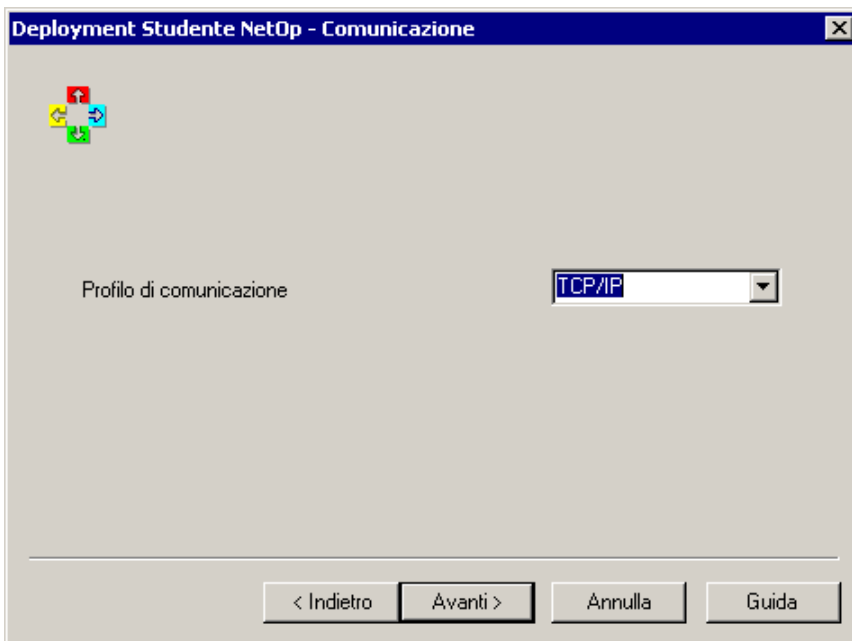 Deployment Studente NetOp - Comunicazione
Profilo di comunicazione
TCP/IP
< Indietro
Avanti >
Annulla
Guida